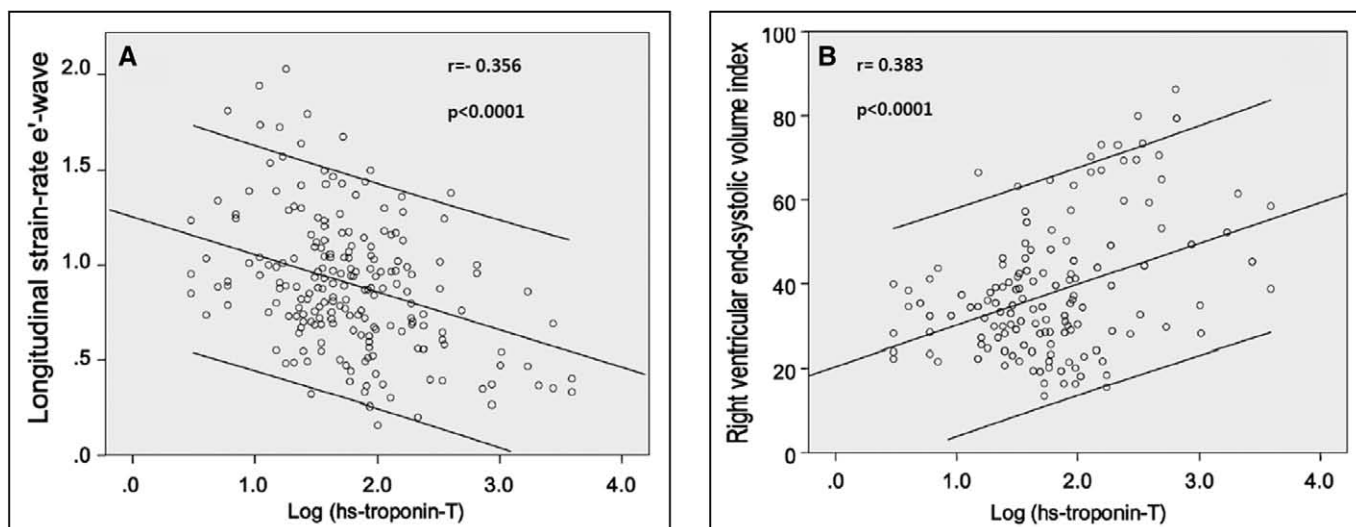 A
r=- 0.356
p<0.0001
Longitudinal strain-rate e'-wave
2.0
1.5
1.0
.5
.0
.0 1.0 2.0 3.0 4.0
Log (hs-troponin-T)
B
r= 0.383
p<0.0001
Right ventricular end-systolic volume index
100
80
60
40
20
0
.0 1.0 2.0 3.0 4.0
Log (hs-troponin-T)